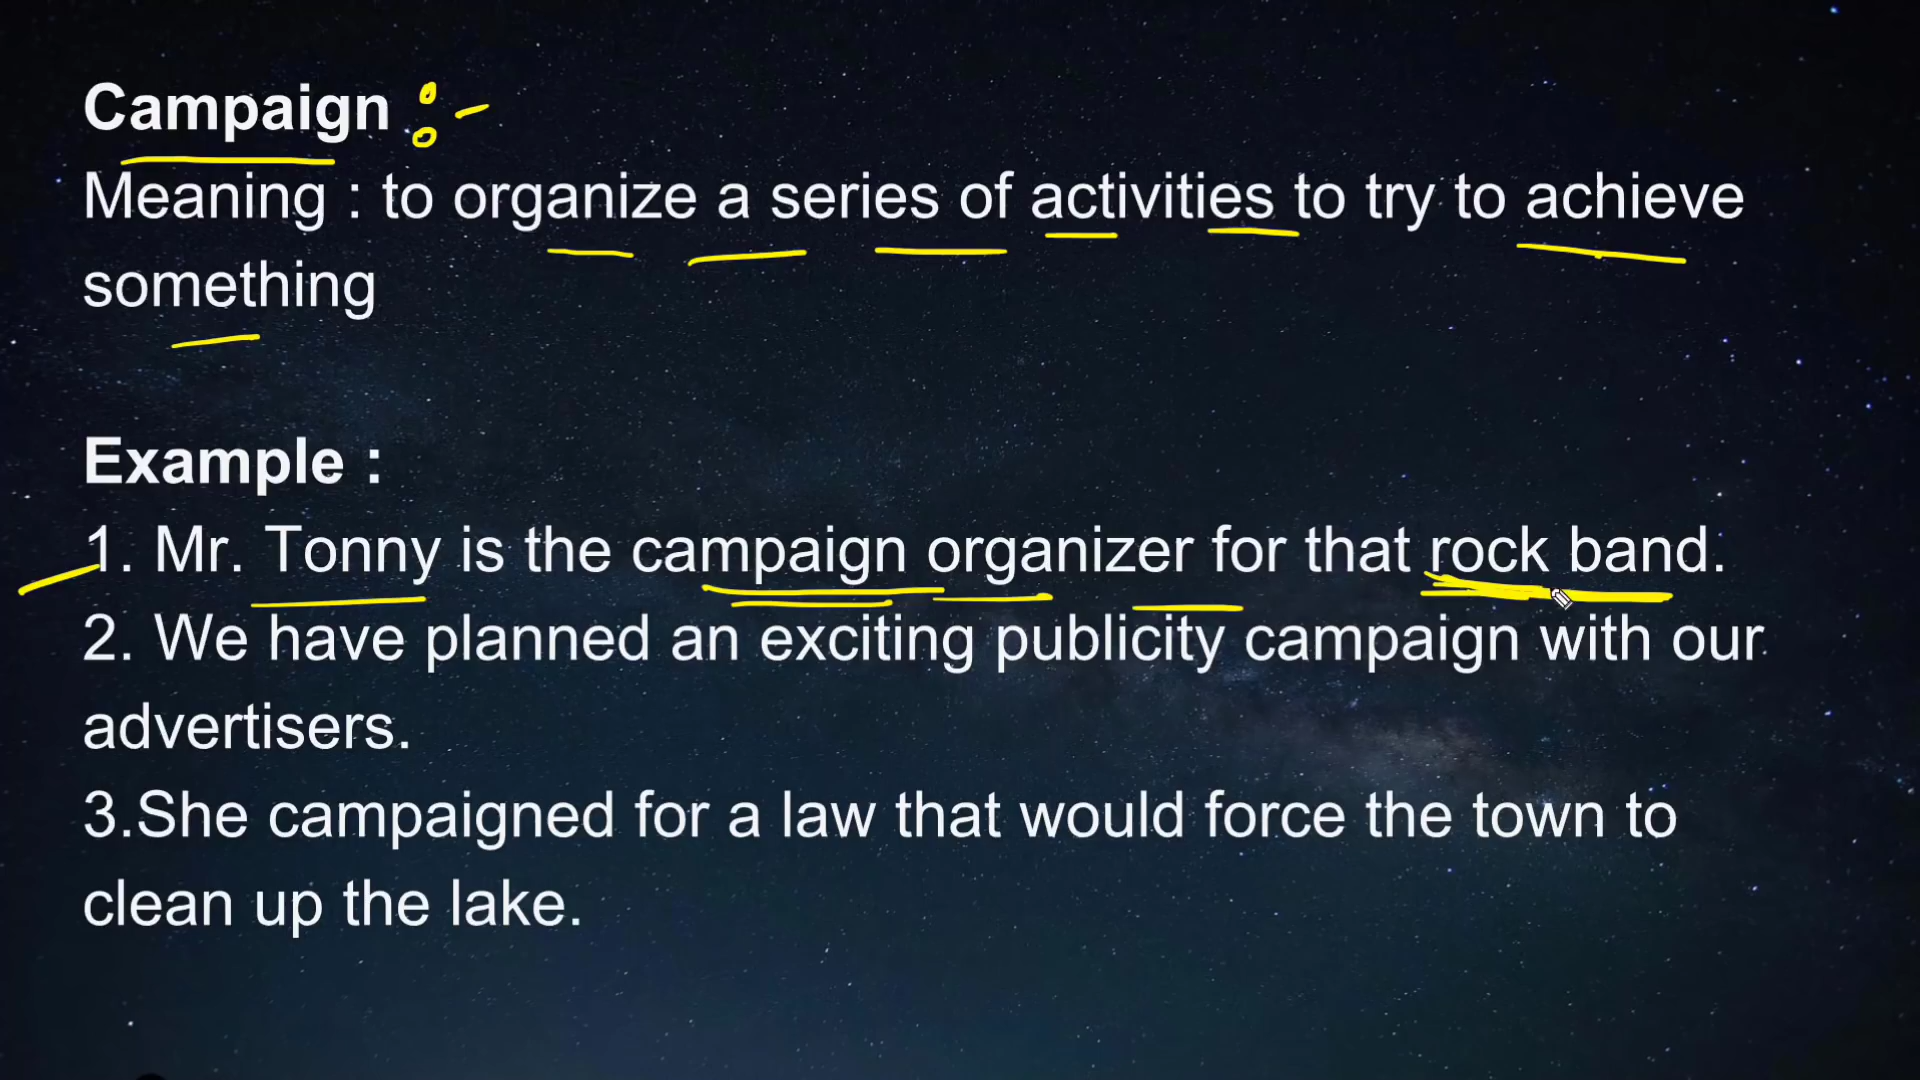 Campaign :-
Meaning : to organize a series of activities to try to achieve
something
Example :
1. Mr. Tonny is the campaign organizer for that rock band.
2. We have planned an exciting publicity campaign with our
advertisers.
3.She campaigned for a law that would force the town to
clean up the lake.